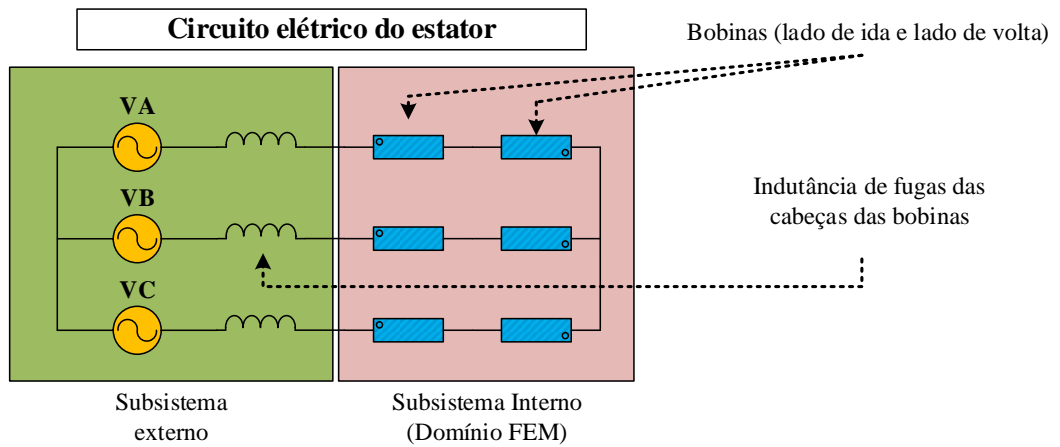 Circuito elétrico do estator
Bobinas (lado de ida e lado de volta)
VA
VB
VC
Indutância de fugas das
cabeças das bobinas
Subsistema
externo
Subsistema Interno
(Domínio FEM)